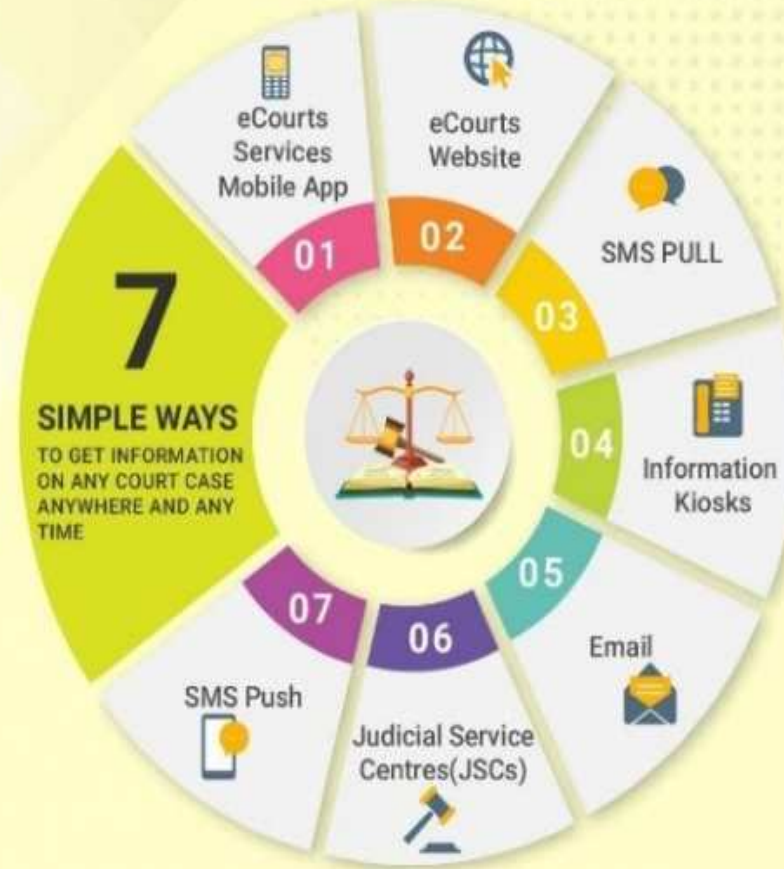 7
SIMPLE WAYS
TO GET INFORMATION
ON ANY COURT CASE
ANYWHERE AND ANY
TIME
eCourts
Services
Mobile App
01
eCourts
Website
02
SMS PULL
03
Information
Kiosks
04
Email
05
Judicial Service
Centres(JSCs)
06
SMS Push
07